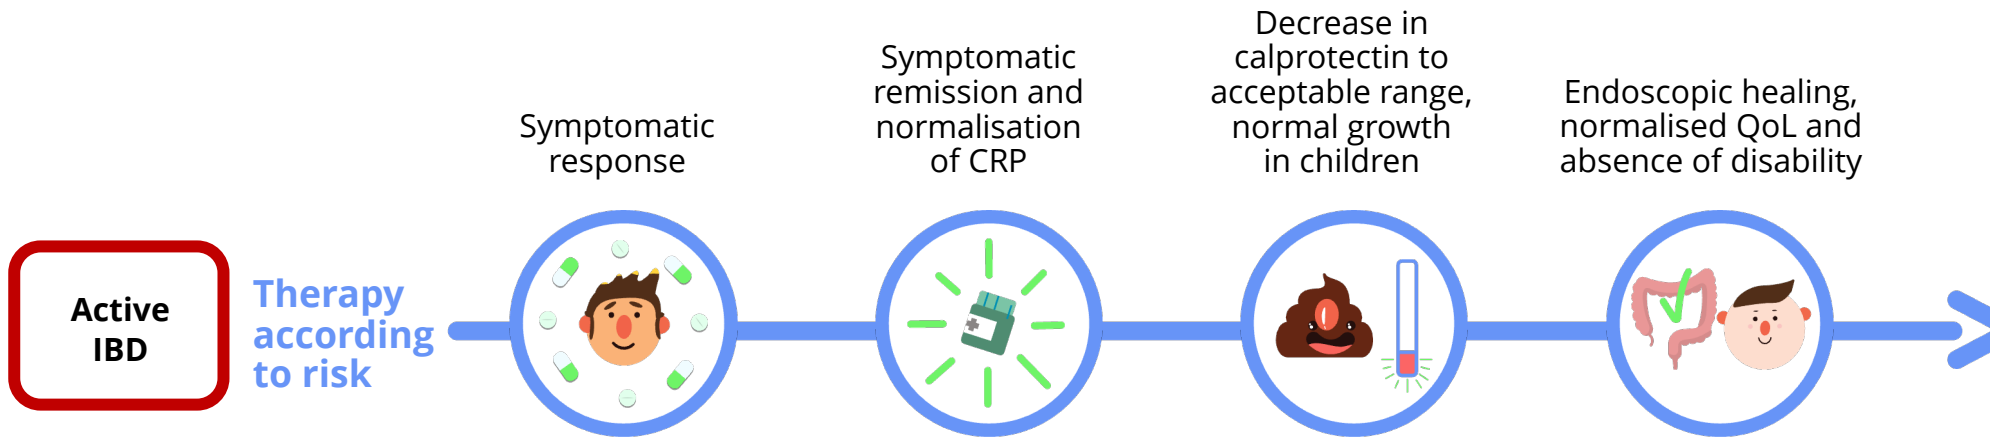 Active
IBD
Therapy
according
to risk
Symptomatic
response
Symptomatic
remission and
normalisation
of CRP
Decrease in
calprotectin to
acceptable range,
normal growth
in children
Endoscopic healing,
normalised QoL and
absence of disability